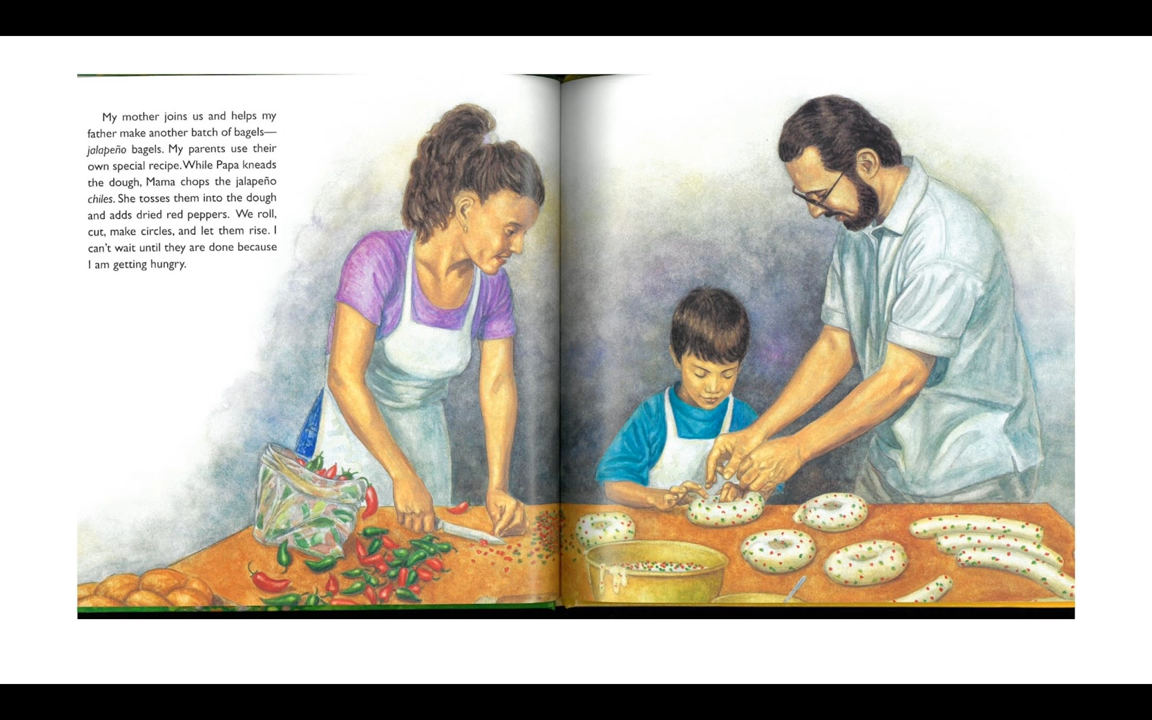 My mother joins us and helps my
father make another batch of bagels—
jalapeño bagels. My parents use their
own special recipe. While Papa kneads
the dough, Mama chops the jalapeño
chiles. She tosses them into the dough
and adds dried red peppers. We roll,
cut, make circles, and let them rise. I
can't wait until they are done because
I am getting hungry.